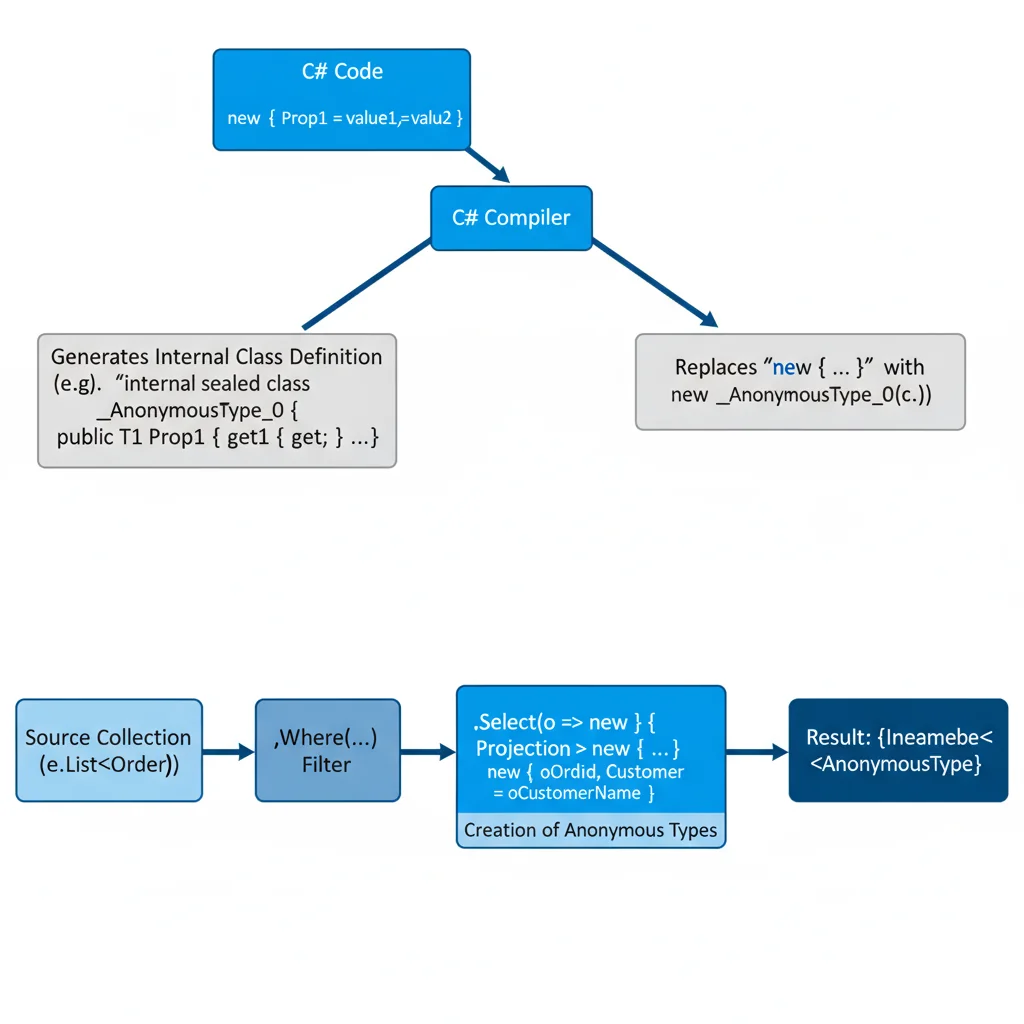 C# Code
new { Prop1 = value1,=valu2 }
C# Compiler
Generates Internal Class Definition
(e.g). “internal sealed class
_AnonymousType_0 {
public T1 Prop1 { get1 { get; } ...}
Replaces “new { ... }” with
new _AnonymousType_0(c.))
Source Collection
(e.List<Order))
,Where(...)
Filter
.Select(o => new } {
Projection > new { ... }
new { oOrdid, Customer
= oCustomerName }
Creation of Anonymous Types
Result: {Ineamebe<
<AnonymousType}